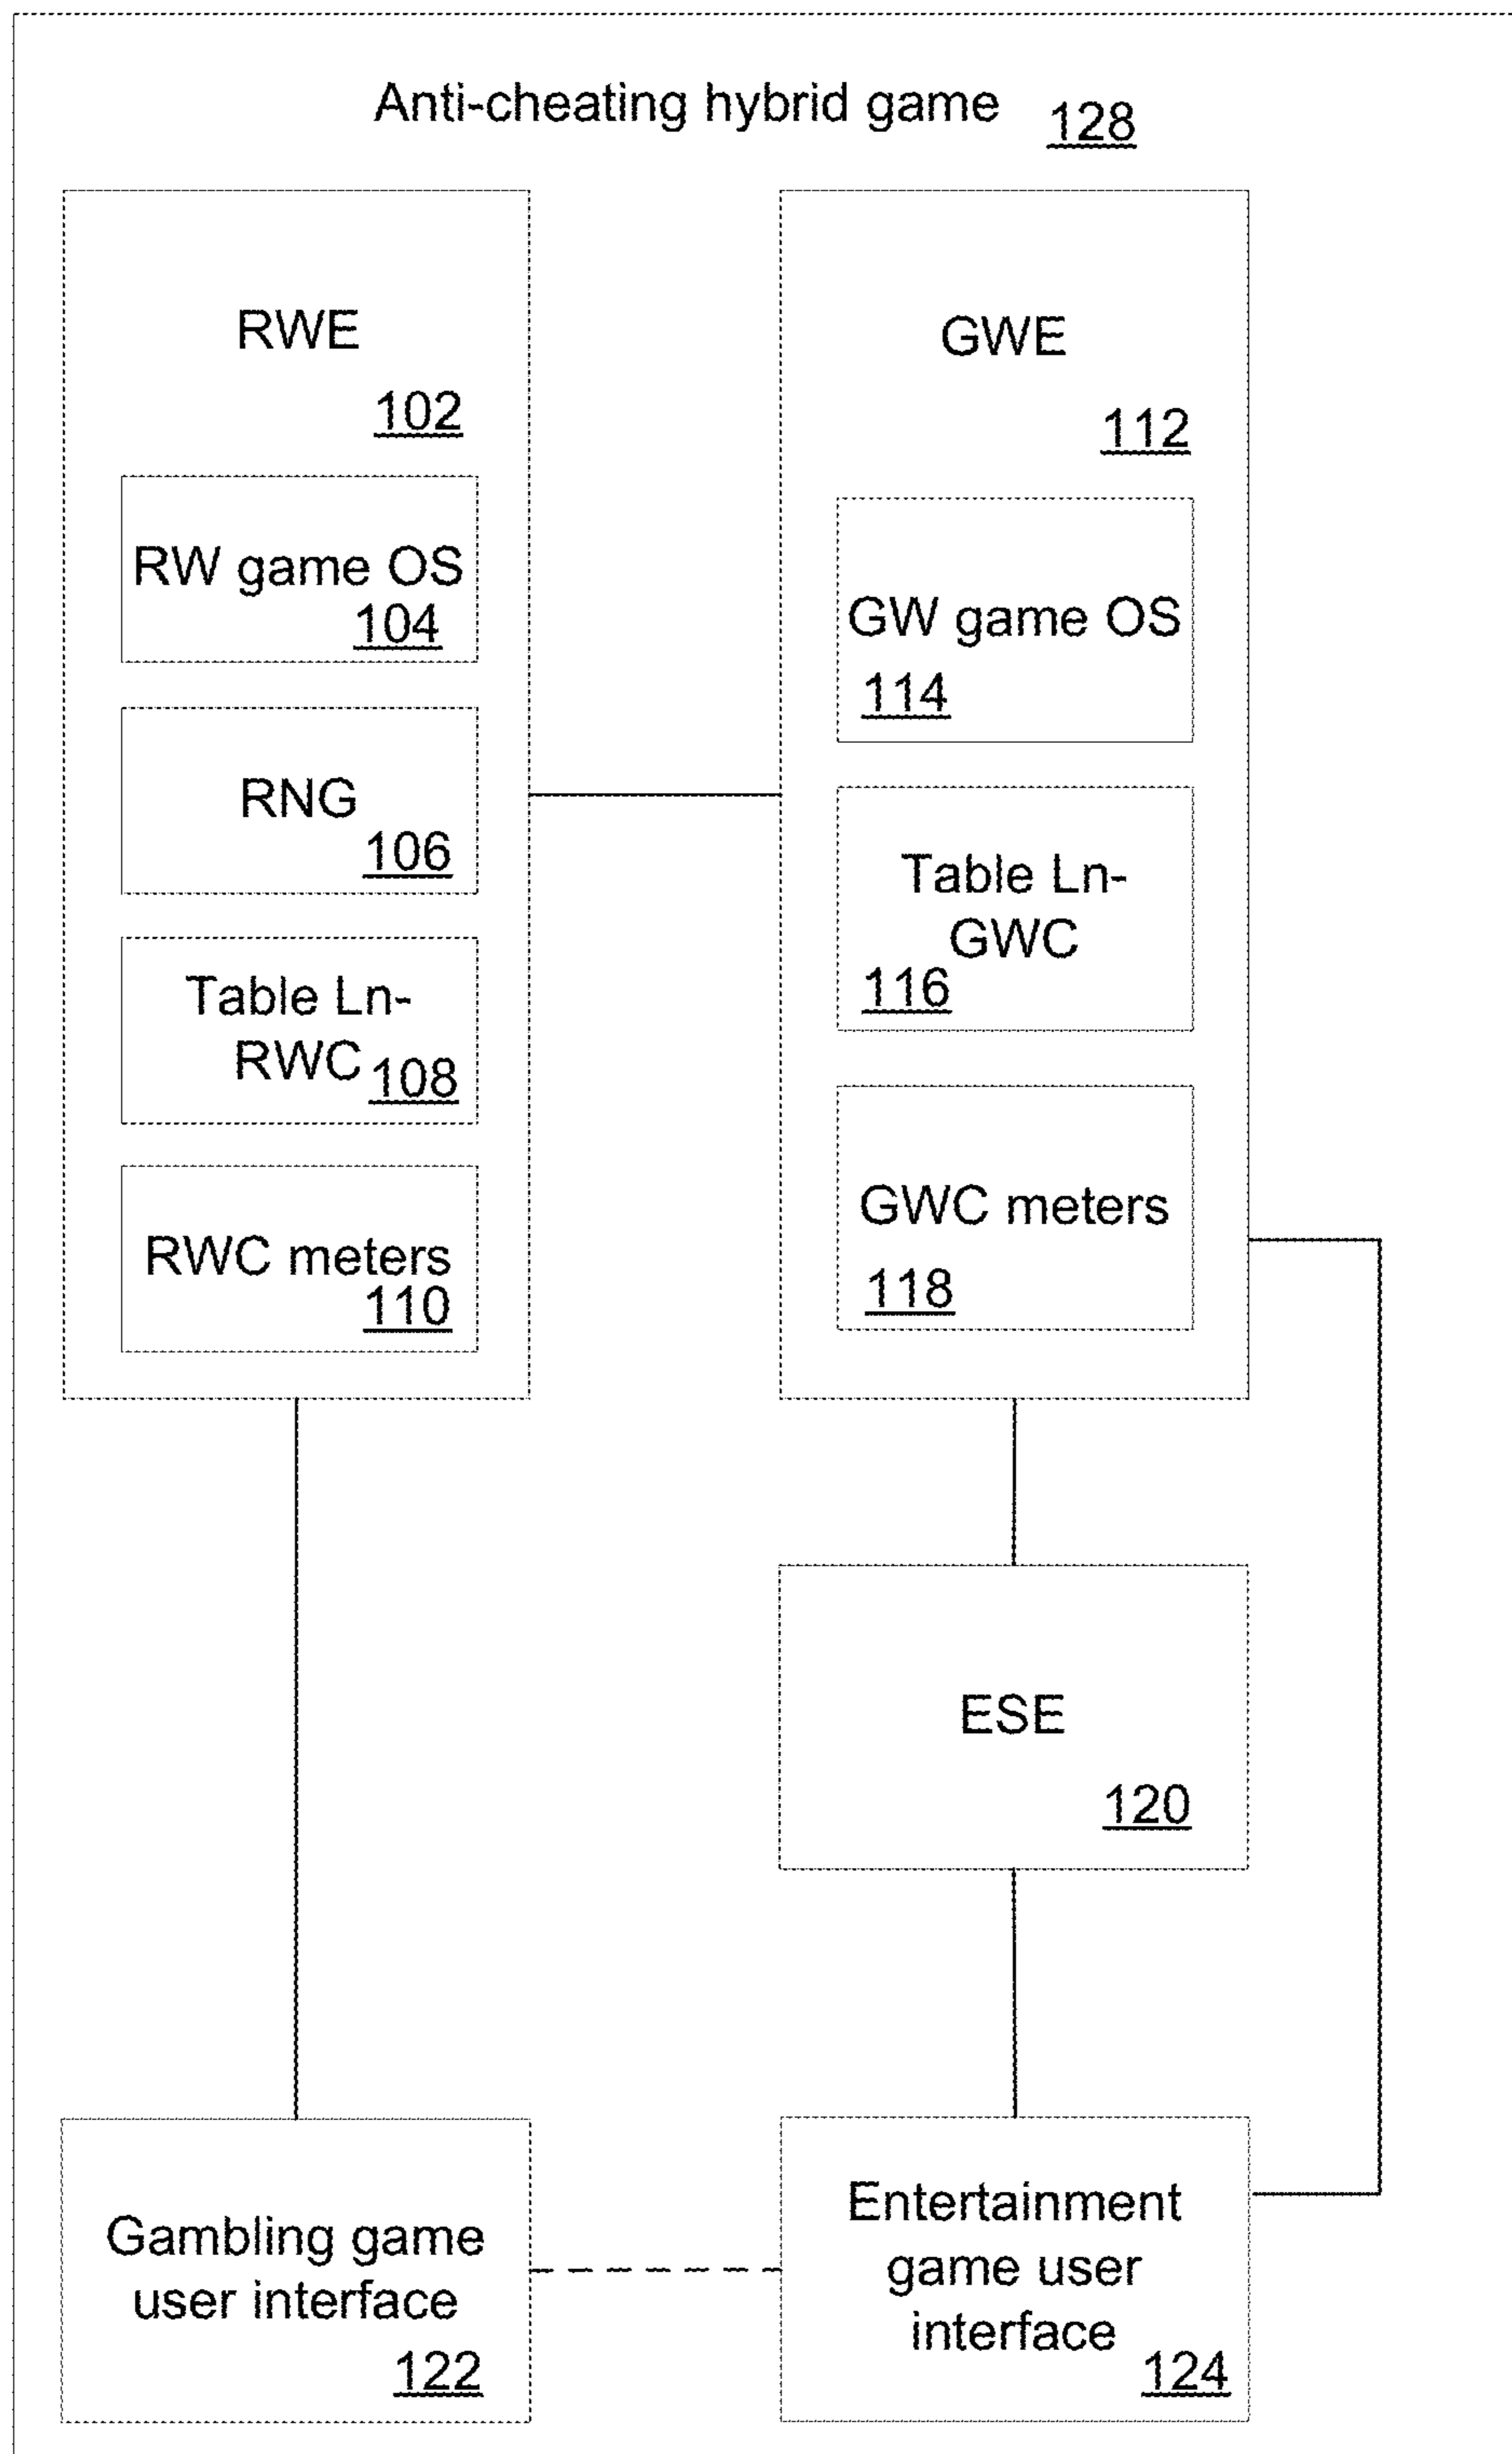 Anti-cheating hybrid game 128
RWE
102
RW game OS
104
RNG
106
Table Ln-
RWC 108
RWC meters
110
GWE
112
GW game OS
114
Table Ln-
GWC
116
GWC meters
118
ESE
120
Gambling game
user interface
122
Entertainment
game user
interface
124